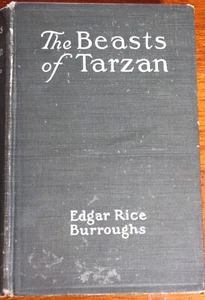 The Beasts
of Tarzan
Edgar Rice
Burroughs